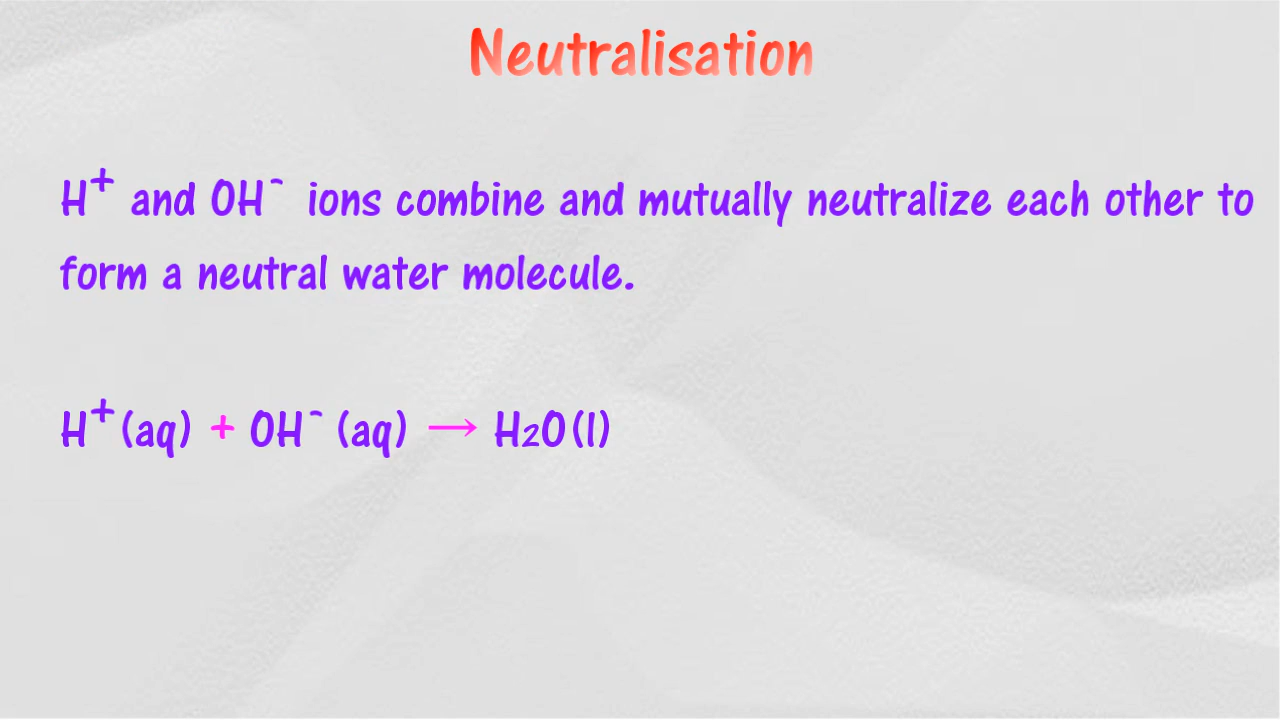 Neutralisation
H⁺ and OH⁻ ions combine and mutually neutralize each other to
form a neutral water molecule.
H⁺(aq) + OH⁻(aq) → H₂O(l)